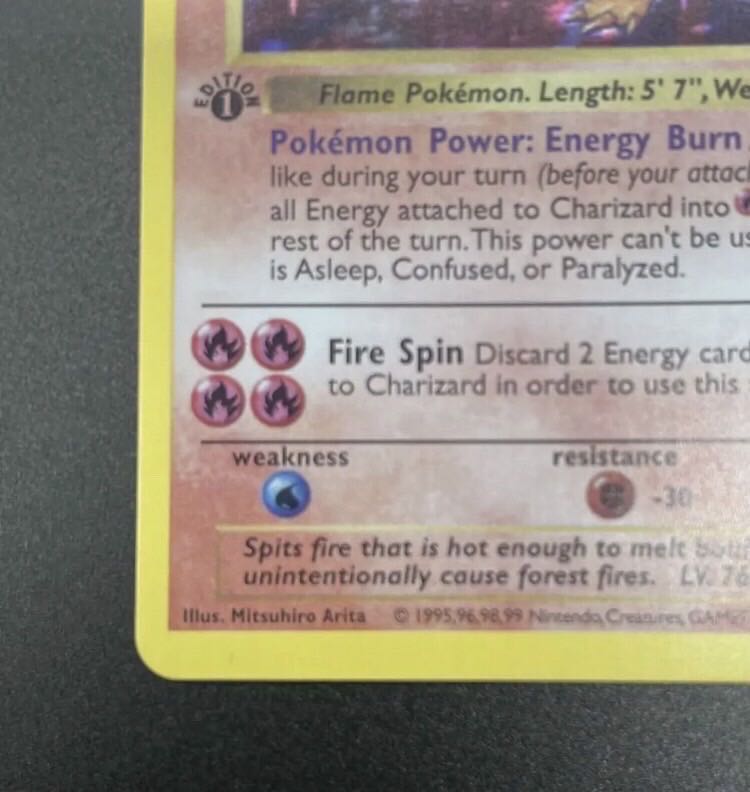 EDITION
1
Flame Pokémon. Length: 5' 7", We
Pokémon Power: Energy Burn
like during your turn (before your attac
all Energy attached to Charizard into
rest of the turn. This power can't be us
is Asleep, Confused, or Paralyzed.
Fire Spin Discard 2 Energy card
to Charizard in order to use this
weakness resistance
-30
Spits fire that is hot enough to melt
unintentionally cause forest fires. LV. 76
Illus. Mitsuhiro Arita © 1995, 96, 98, 99 Nintendo, Creatures, GAME